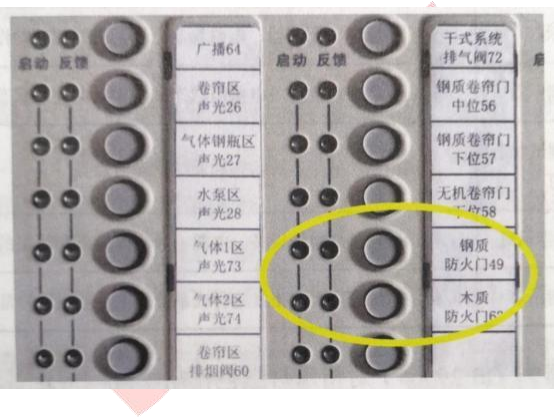 广播64
启动 反馈
卷帘区
声光26
气体钢瓶区
声光27
水泵区
声光28
气体1区
声光73
气体2区
声光74
卷帘区
排烟阀60
干式系统
排气阀72
启动 反馈
钢质卷帘门
中位56
钢质卷帘门
下位57
无机卷帘门
下位58
钢质
防火门49
木质
启